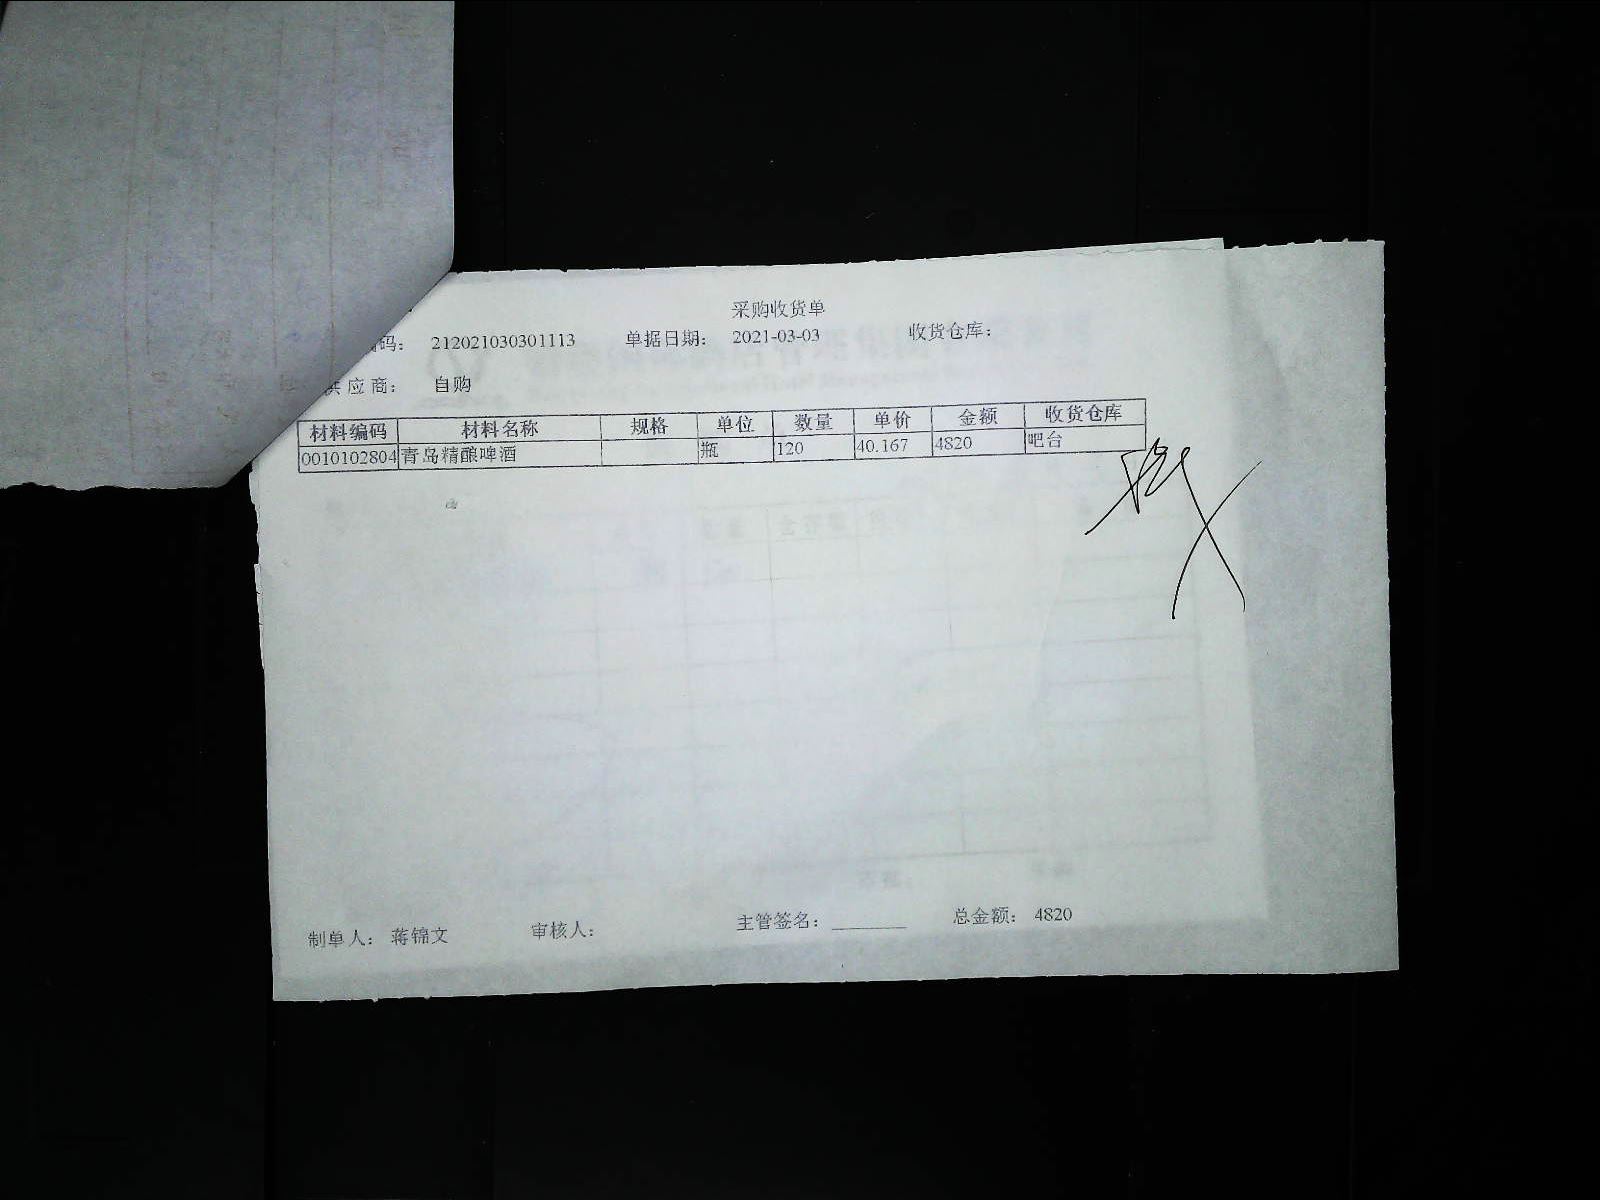 采购收货单
码： 212021030301113 单据日期： 2021-03-03 收货仓库：
供应商： 自购
材料编码 材料名称 规格 单位 数量 单价 金额 收货仓库
0010102804 青岛精酿啤酒 瓶 120 40.167 4820 吧台
制单人： 蒋锦文 审核人： 主管签名：________ 总金额： 4820